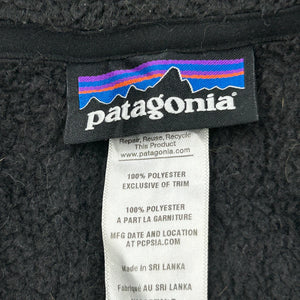 patagonia
Repair, Reuse, Recycle
This Product
www.patagonia.com
100% POLYESTER
EXCLUSIVE OF TRIM
100% POLYESTER
A PART LA GARNITURE
MFG DATE AND LOCATION
AT PCPSIA.COM
Made in SRI LANKA
Fabriqué AU SRI LANKA